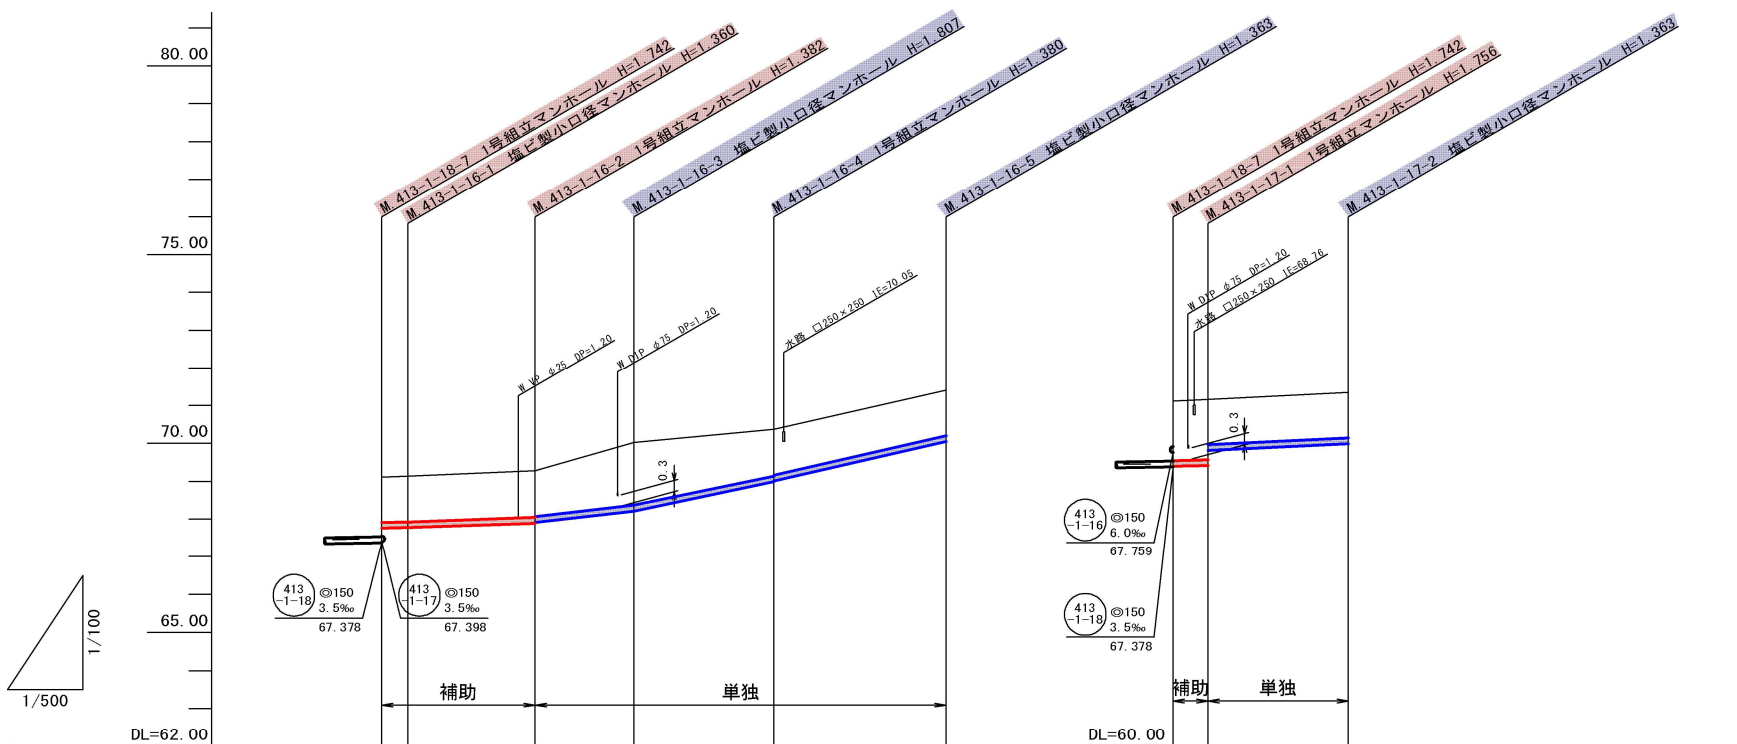 80.00
75.00
70.00
65.00
DL=62.00
1/100
1/500
M.413-1-18-7 1号組立マンホール H=1.742
M.413-1-16-1 塩ビ製小口径マンホール H=1.360
M.413-1-16-2 1号組立マンホール H=1.382
M.413-1-16-3 塩ビ製小口径マンホール H=1.807
M.413-1-16-4 1号組立マンホール H=1.380
M.413-1-16-5 塩ビ製小口径マンホール H=1.363
W VP φ25 DP=1.20
W DIP φ75 DP=1.20
水路 □250×250 IE=70.05
0.3
413
-1-18
◎150
3.5‰
67.378
413
-1-17
◎150
3.5‰
67.398
補助
単独
M.413-1-18-7 1号組立マンホール H=1.742
M.413-1-17-1 1号組立マンホール H=1.756
M.413-1-17-2 塩ビ製小口径マンホール H=1.363
W DIP φ75 DP=1.20
水路 □250×250 IE=68.76
0.3
413
-1-16
◎150
6.0‰
67.759
413
-1-18
◎150
3.5‰
67.378
補助
単独
DL=60.00